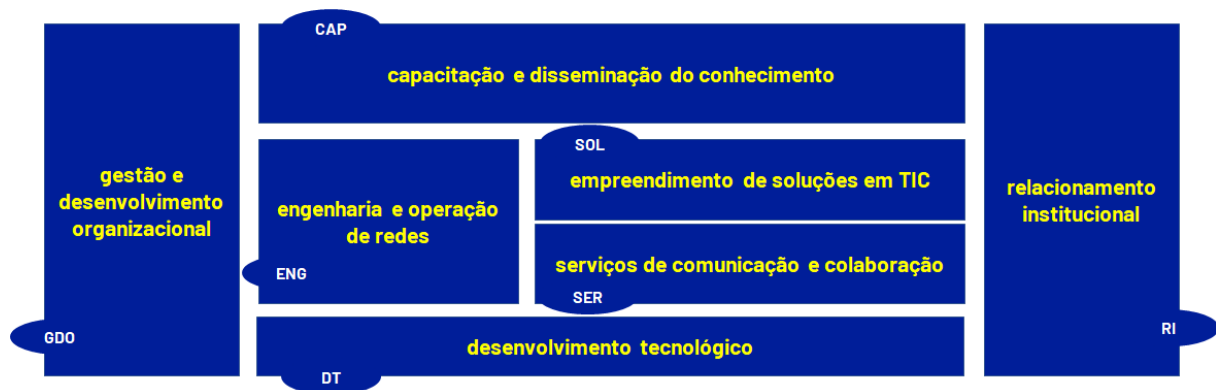 CAP
capacitação e disseminação do conhecimento
gestão e
desenvolvimento
organizacional
GDO
engenharia e operação
de redes
ENG
SOL
empreendimento de soluções em TIC
serviços de comunicação e colaboração
SER
relacionamento
institucional
RI
desenvolvimento tecnológico
DT